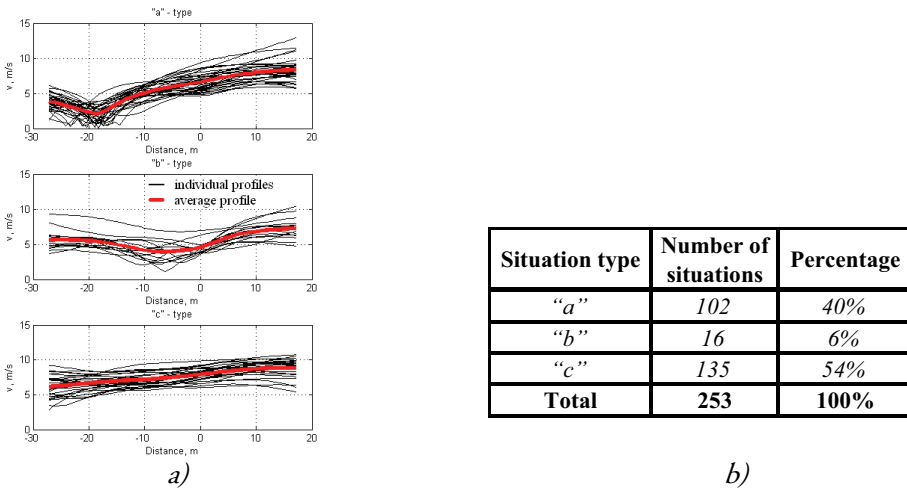 "a" - type
15
10
5
0
v, m/s
-30 -20 -10 0 10 20
Distance, m
"b" - type
15
10
5
0
v, m/s
individual profiles
average profile
-30 -20 -10 0 10 20
Distance, m
"c" - type
15
10
5
0
v, m/s
-30 -20 -10 0 10 20
Distance, m
a)
Situation type Number of situations Percentage
“a” 102 40%
“b” 16 6%
“c” 135 54%
Total 253 100%
b)